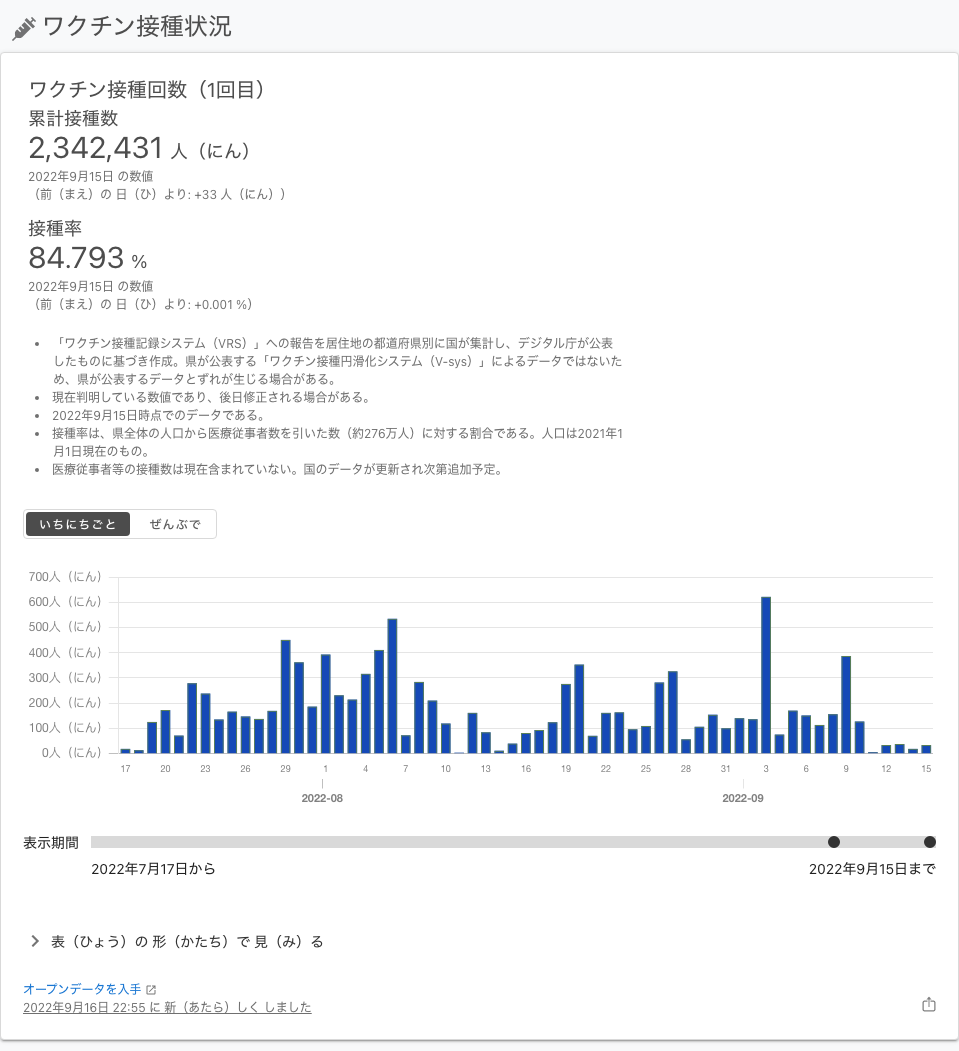 ワクチン接種状況
ワクチン接種回数（1回目）
累計接種数
2,342,431 人（にん）
2022年9月15日 の数値
（前（まえ）の 日（ひ）より: +33 人（にん））
接種率
84.793 %
2022年9月15日 の数値
（前（まえ）の 日（ひ）より: +0.001 %）
• 「ワクチン接種記録システム（VRS）」への報告を居住地の都道府県別に国が集計し、デジタル庁が公表
したものに基づき作成。県が公表する「ワクチン接種円滑化システム（V-sys）」によるデータではないた
め、県が公表するデータとずれが生じる場合がある。
• 現在判明している数値であり、後日修正される場合がある。
• 2022年9月15日時点でのデータである。
• 接種率は、県全体の人口から医療従事者数を引いた数（約276万人）に対する割合である。人口は2021年1
月1日現在のもの。
• 医療従事者等の接種数は現在含まれていない。国のデータが更新され次第追加予定。
いちにちごと ぜんぶで
700人（にん）
600人（にん）
500人（にん）
400人（にん）
300人（にん）
200人（にん）
100人（にん）
0人（にん）
17 20 23 26 29 1 4 7 10 13 16 19 22 25 28 31 3 6 9 12 15
2022-08 2022-09
表示期間
2022年7月17日から 2022年9月15日まで
表（ひょう）の 形（かたち）で 見（み）る
オープンデータを入手
2022年9月16日 22:55 に 新（あたら）しく しました